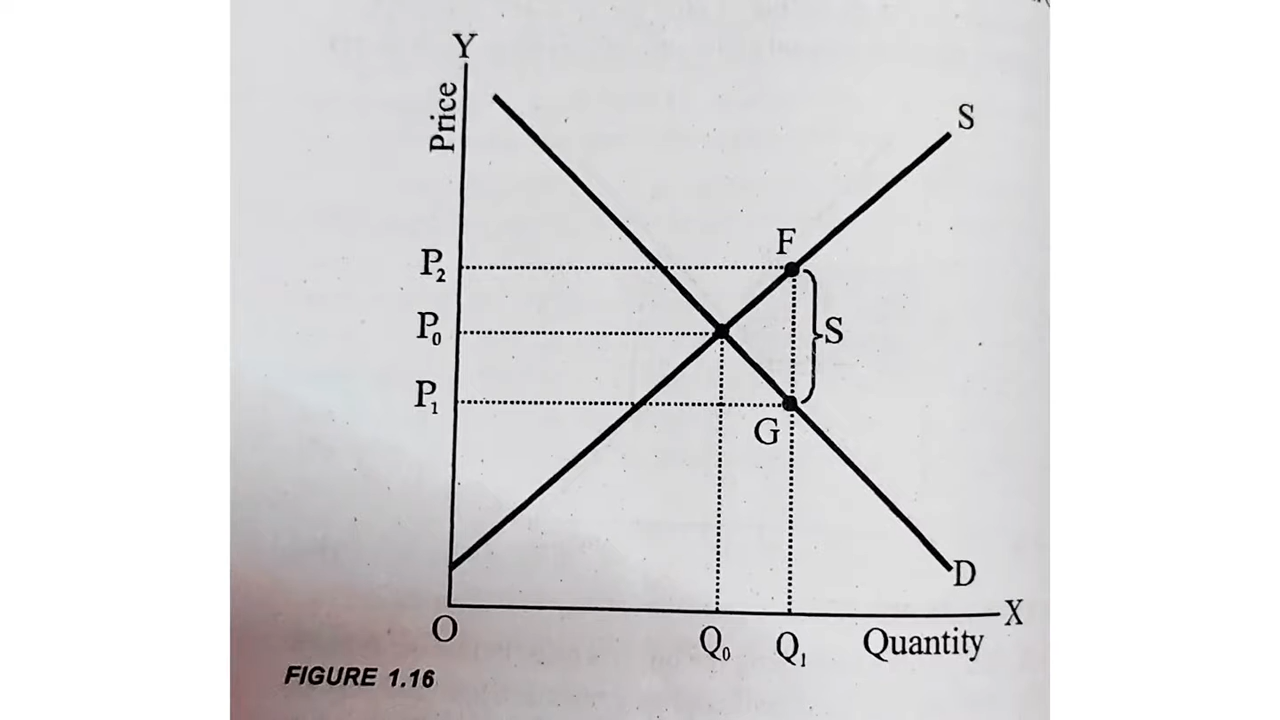 Y
Price
S
F
P₂
P₀
S
P₁
G
D
O
Q₀
Q₁
Quantity
X
FIGURE 1.16